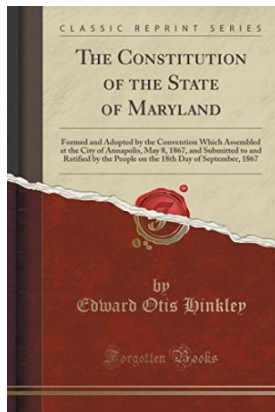 CLASSIC REPRINT SERIES
THE CONSTITUTION
OF THE STATE
OF MARYLAND
Formed and Adopted by the Convention Which Assembled
at the City of Annapolis, May 8, 1867, and Submitted to and
Ratified by the People on the 18th Day of September, 1867
by
Edward Otis Hinkley
Forgotten Books